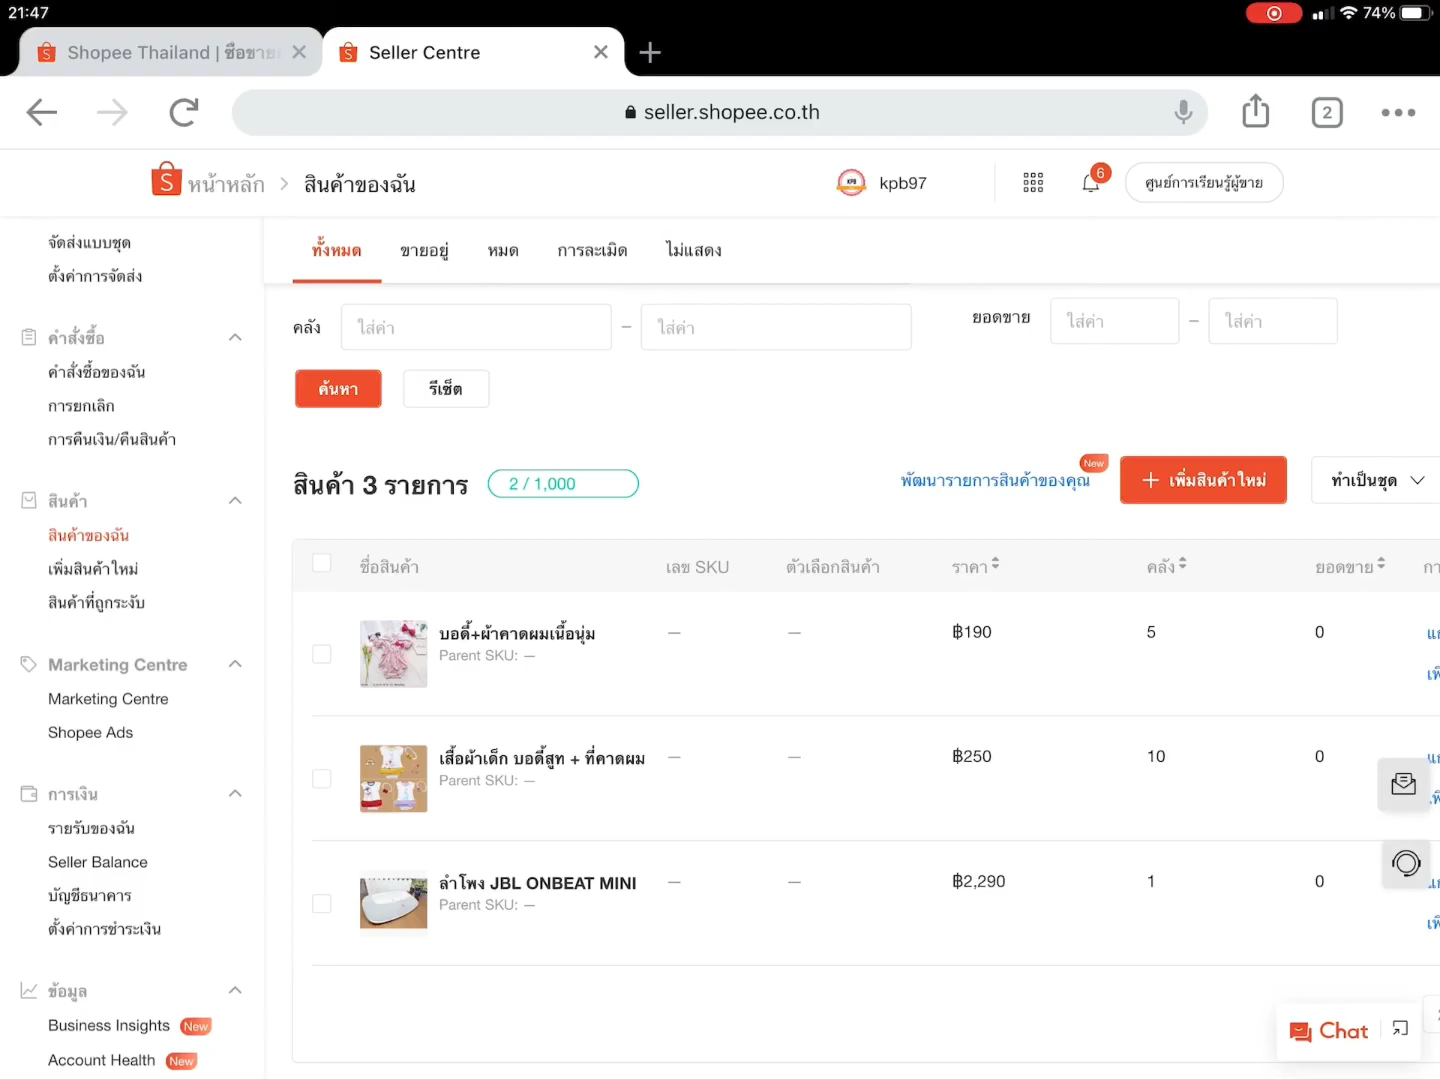 21:47
74%
Shopee Thailand | ซื้อขาย
Seller Centre
seller.shopee.co.th
2
หน้าหลัก > สินค้าของฉัน
kpb97
6
ศูนย์การเรียนรู้ผู้ขาย
จัดส่งแบบชุด
ตั้งค่าการจัดส่ง
คำสั่งซื้อ
คำสั่งซื้อของฉัน
การยกเลิก
การคืนเงิน/คืนสินค้า
สินค้า
สินค้าของฉัน
เพิ่มสินค้าใหม่
สินค้าที่ถูกระงับ
Marketing Centre
Marketing Centre
Shopee Ads
การเงิน
รายรับของฉัน
Seller Balance
บัญชีธนาคาร
ตั้งค่าการชำระเงิน
ข้อมูล
Business Insights New
Account Health New
ทั้งหมด ขายอยู่ หมด การละเมิด ไม่แสดง
คลัง ใส่ค่า – ใส่ค่า ยอดขาย ใส่ค่า – ใส่ค่า
ค้นหา รีเซ็ต
สินค้า 3 รายการ 2 / 1,000
พัฒนารายการสินค้าของคุณ New
+ เพิ่มสินค้าใหม่
ทำเป็นชุด
ชื่อสินค้า เลข SKU ตัวเลือกสินค้า ราคา คลัง ยอดขาย กา
บอดี้+ผ้าคาดผมเนื้อนุ่ม — — ฿190 5 0
Parent SKU: —
เสื้อผ้าเด็ก บอดี้สูท + ที่คาดผม — — ฿250 10 0
Parent SKU: —
ลำโพง JBL ONBEAT MINI — — ฿2,290 1 0
Parent SKU: —
Chat